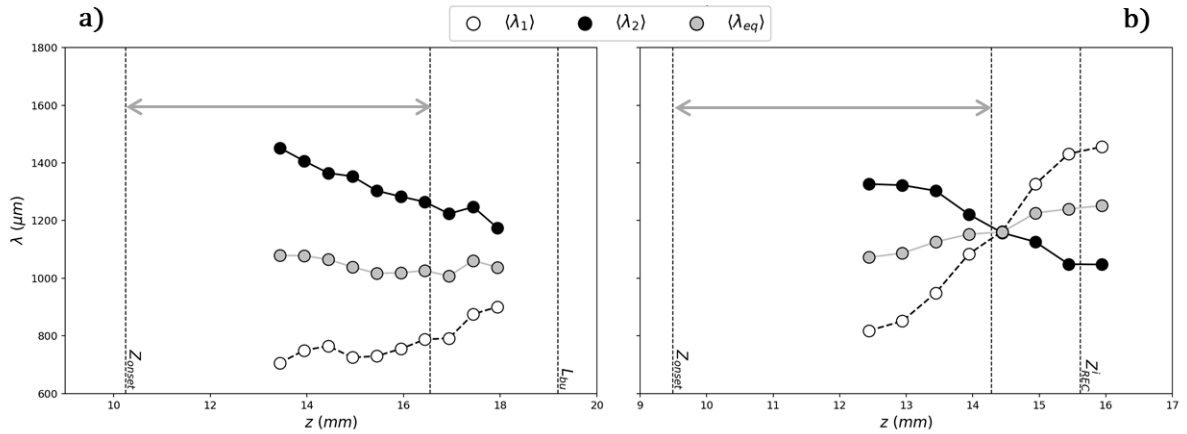 a)
⟨λ1⟩ ⟨λ2⟩ ⟨λeq⟩
b)
1800
1600
1400
1200
1000
800
600
λ (μm)
Zonset
Lbu
10 12 14 16 18 20
z (mm)
Zonset
Z^i_REC
9 10 11 12 13 14 15 16 17
z (mm)